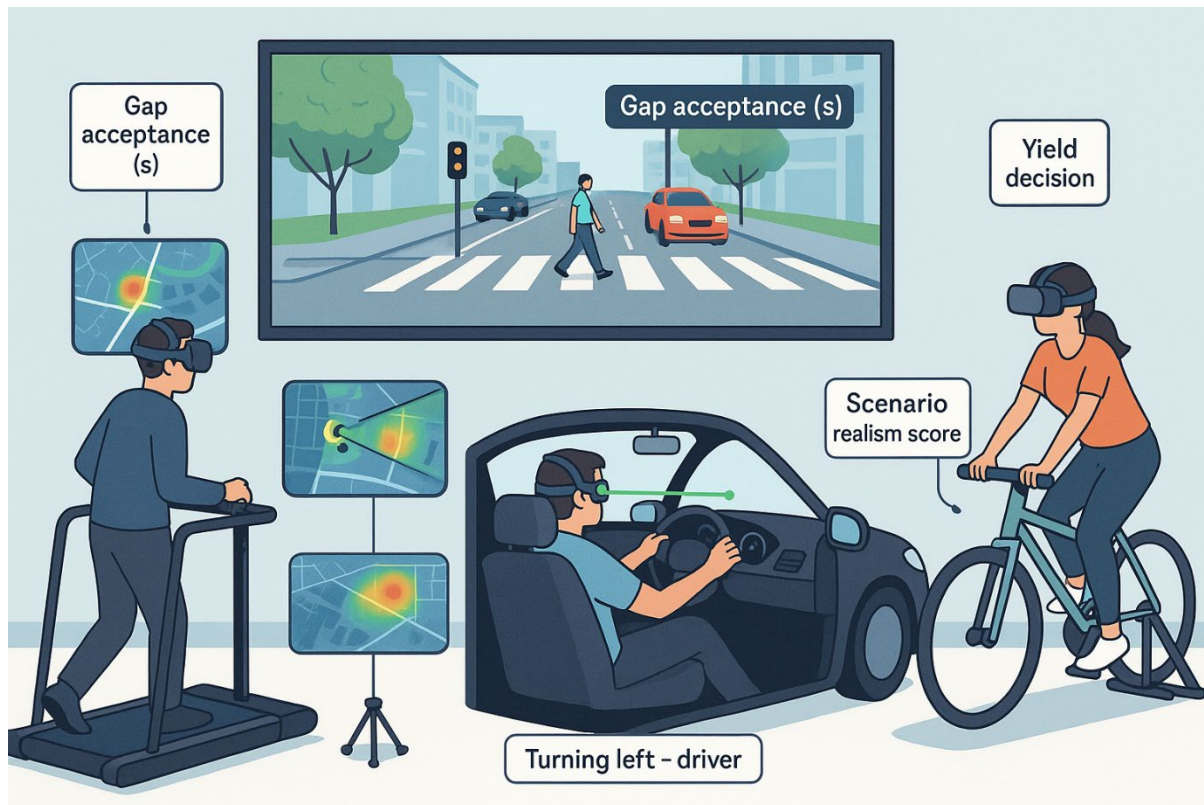 Gap
acceptance
(s)
Gap acceptance (s)
Yield
decision
Scenario
realism score
Turning left - driver